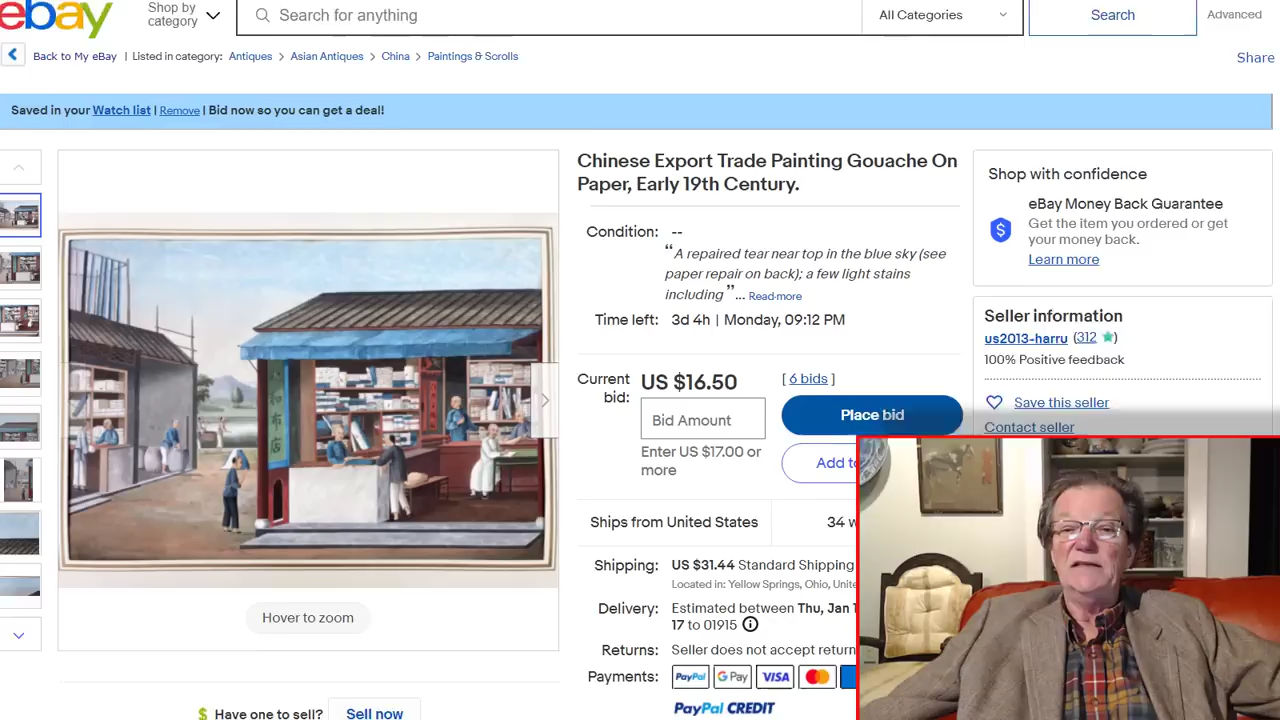 ebay
Shop by
category
Search for anything
All Categories
Search
Advanced
Back to My eBay | Listed in category: Antiques > Asian Antiques > China > Paintings & Scrolls
Share
Saved in your Watch list | Remove | Bid now so you can get a deal!
Chinese Export Trade Painting Gouache On
Paper, Early 19th Century.
Condition: --
“A repaired tear near top in the blue sky (see
paper repair on back); a few light stains
including ”... Read more
Time left: 3d 4h | Monday, 09:12 PM
Current
bid:
US $16.50
[ 6 bids ]
Bid Amount
Place bid
Enter US $17.00 or
more
Add to
Ships from United States
34 w
Shipping: US $31.44 Standard Shipping
Located in: Yellow Springs, Ohio, Unite
Delivery: Estimated between Thu, Jan 1
17 to 01915
Returns: Seller does not accept return
Payments: PayPal G Pay VISA
PayPal CREDIT
Shop with confidence
eBay Money Back Guarantee
Get the item you ordered or get
your money back.
Learn more
Seller information
us2013-harru (312 )
100% Positive feedback
Save this seller
Contact seller
和布店
Hover to zoom
Have one to sell? Sell now